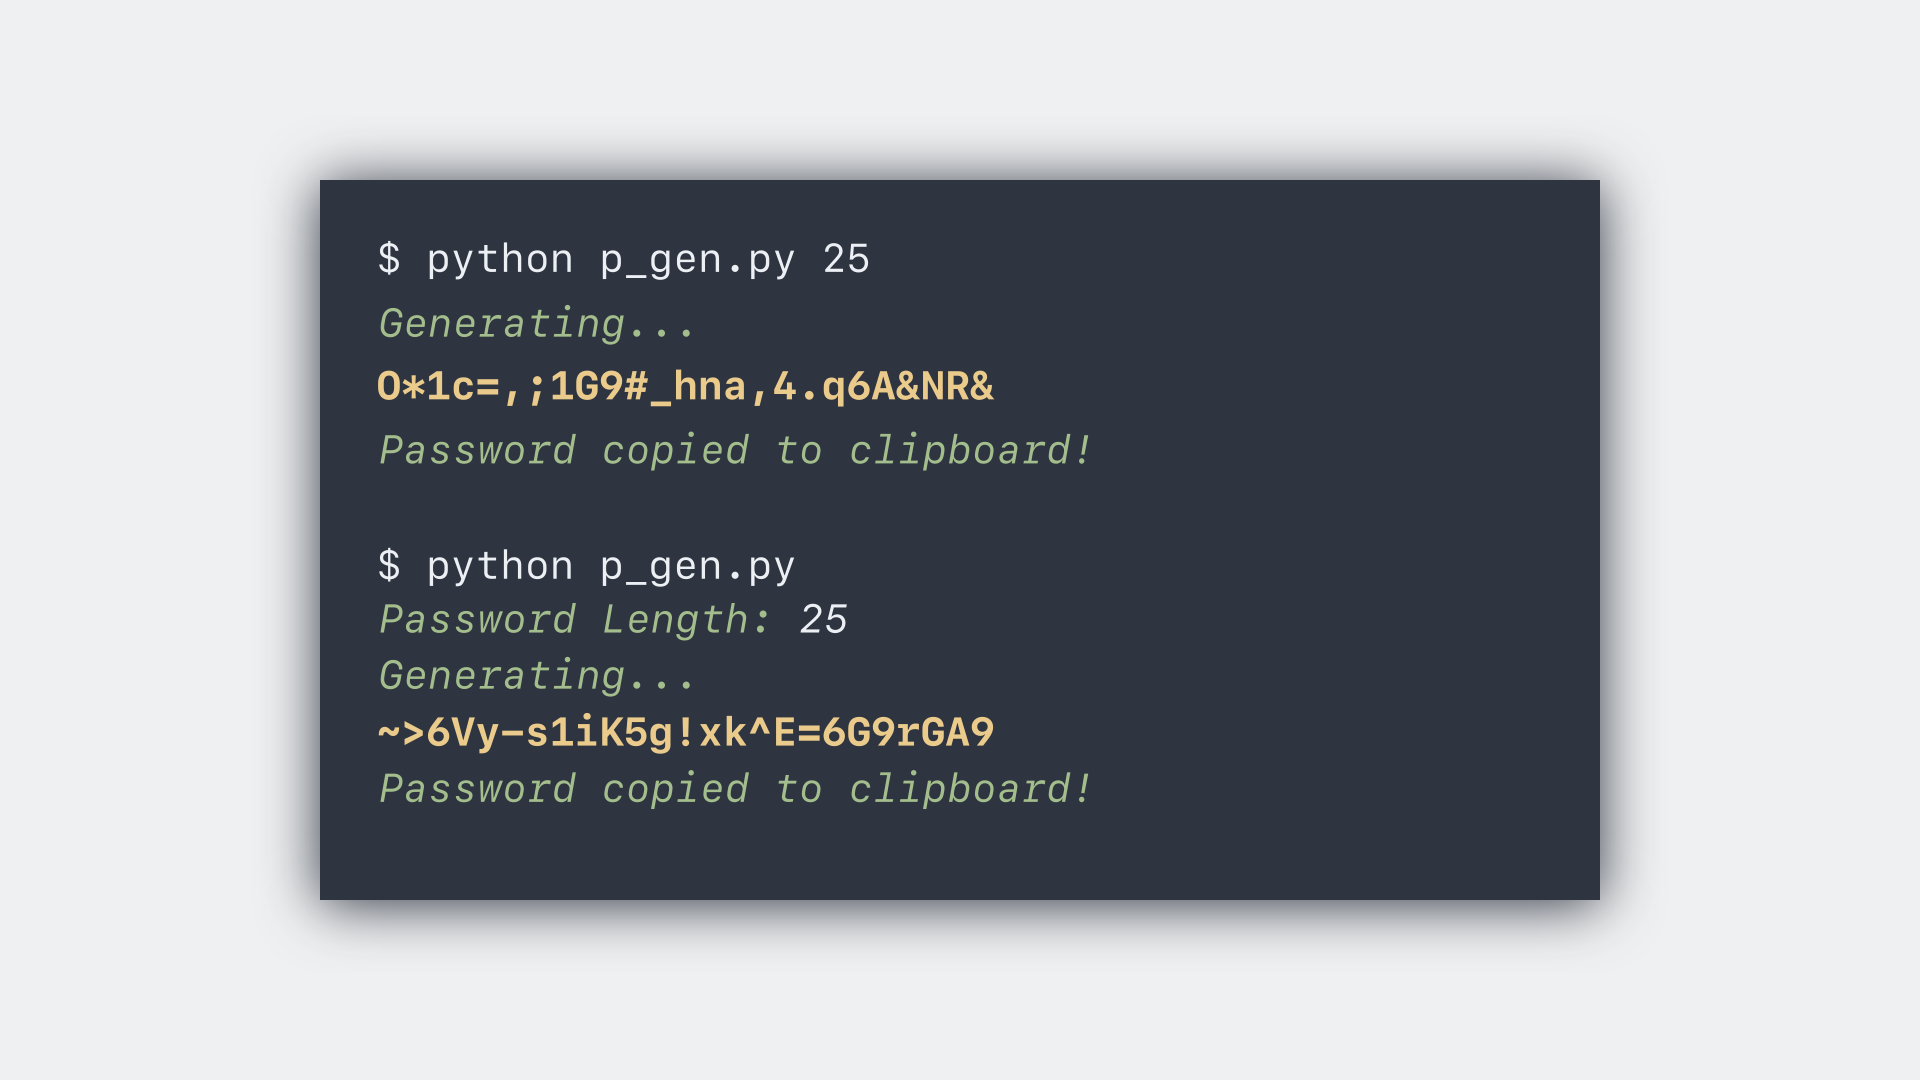 $ python p_gen.py 25
Generating...
O*1c=,;1G9#_hna,4.q6A&NR&
Password copied to clipboard!
$ python p_gen.py
Password Length: 25
Generating...
~>6Vy-s1iK5g!xk^E=6G9rGA9
Password copied to clipboard!